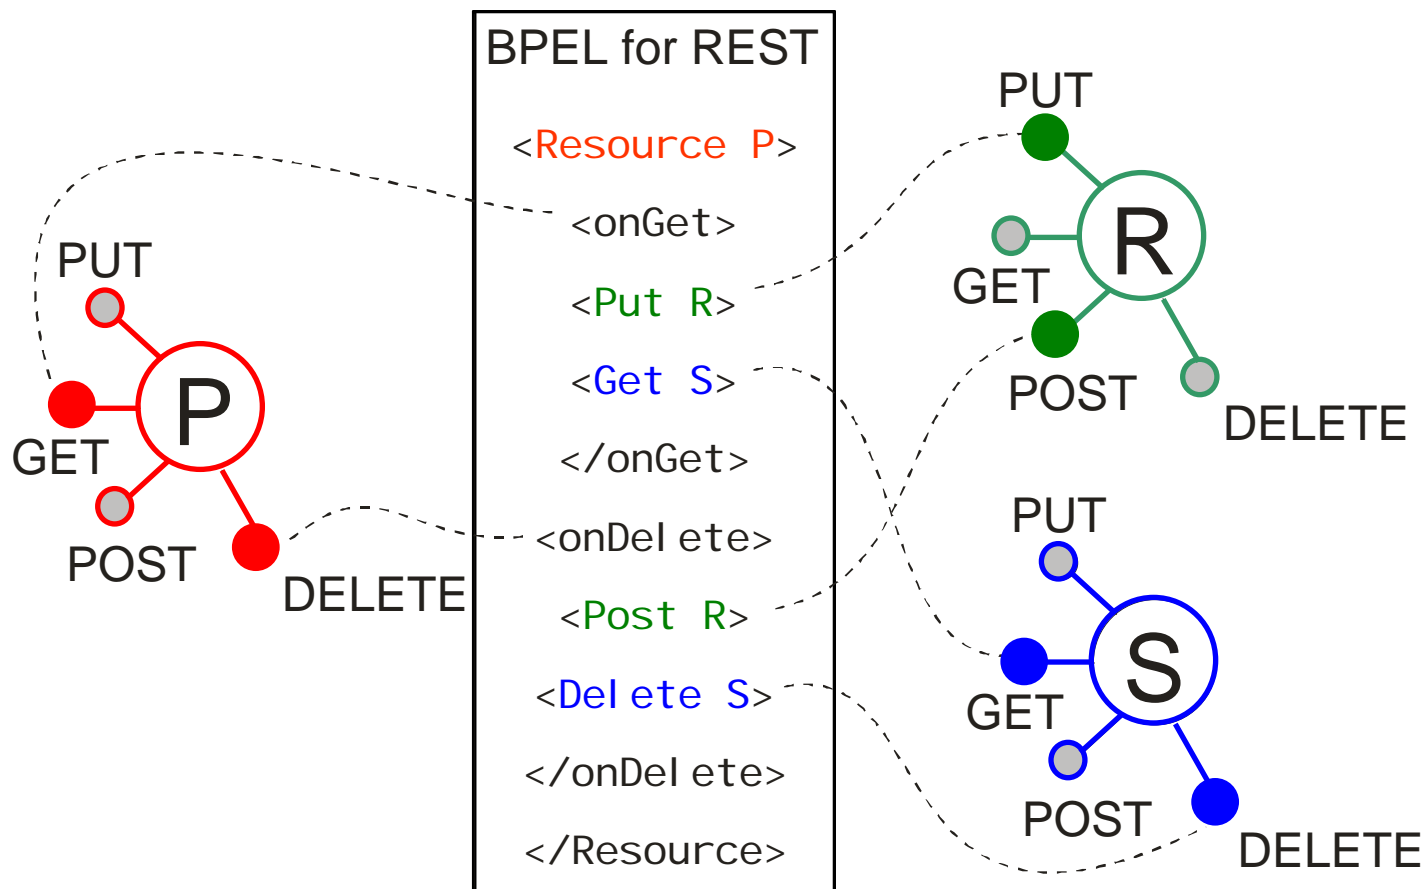 BPEL for REST
<Resource P>
<onGet>
<Put R>
<Get S>
</onGet>
<onDelete>
<Post R>
<Delete S>
</onDelete>
</Resource>
PUT
P
GET
POST
DELETE
PUT
R
GET
POST
DELETE
PUT
S
GET
POST
DELETE